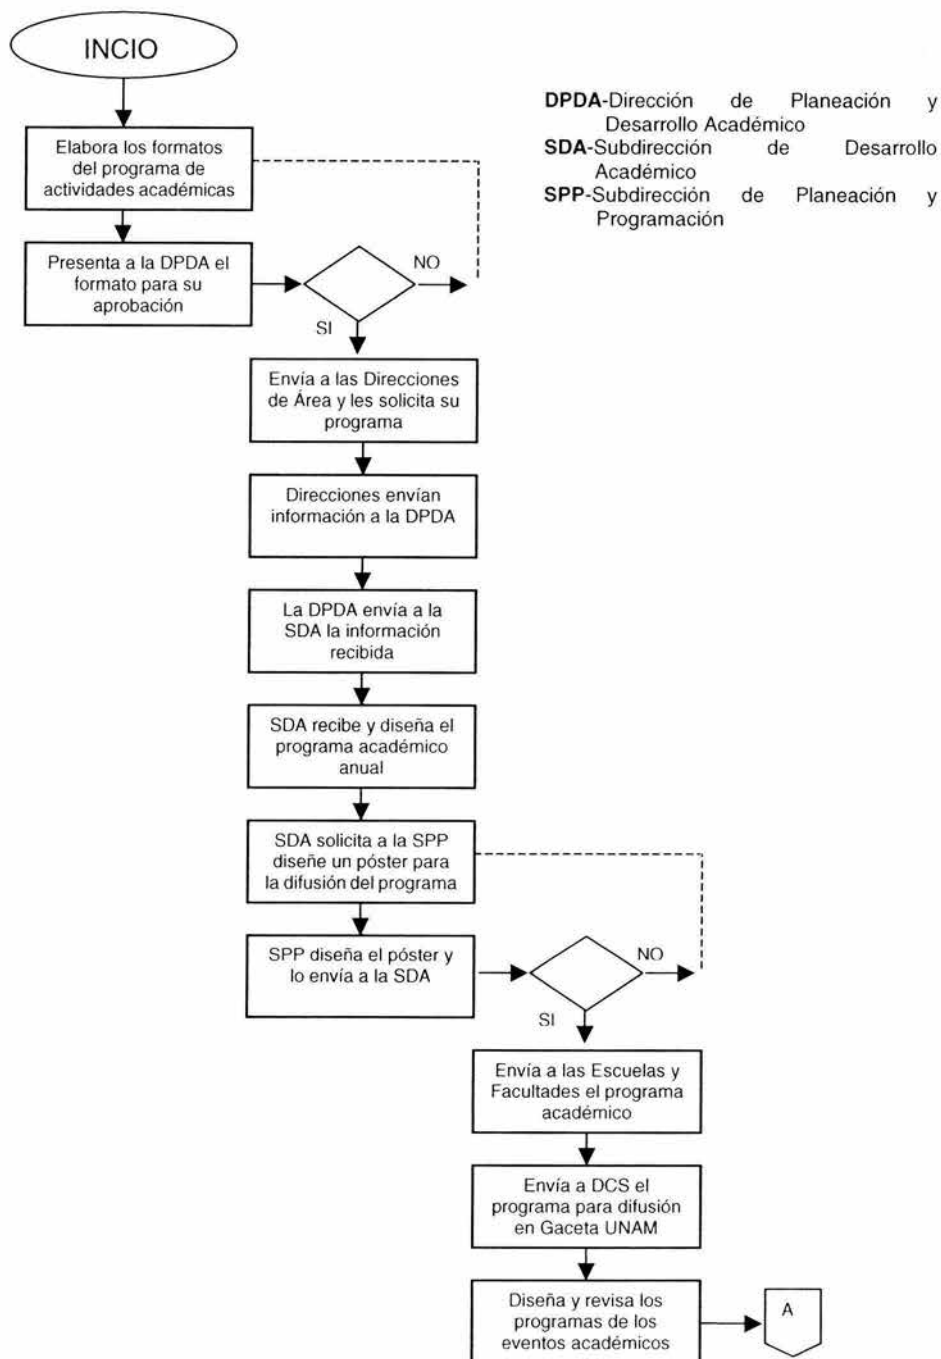 INCIO
DPDA-Dirección de Planeación y
Desarrollo Académico
SDA-Subdirección de Desarrollo
Académico
SPP-Subdirección de Planeación y
Programación
Elabora los formatos
del programa de
actividades académicas
Presenta a la DPDA el
formato para su
aprobación
NO
SI
Envía a las Direcciones
de Área y les solicita su
programa
Direcciones envían
información a la DPDA
La DPDA envía a la
SDA la información
recibida
SDA recibe y diseña el
programa académico
anual
SDA solicita a la SPP
diseñe un póster para
la difusión del programa
SPP diseña el póster y
lo envía a la SDA
NO
SI
Envía a las Escuelas y
Facultades el programa
académico
Envía a DCS el
programa para difusión
en Gaceta UNAM
Diseña y revisa los
programas de los
eventos académicos
A